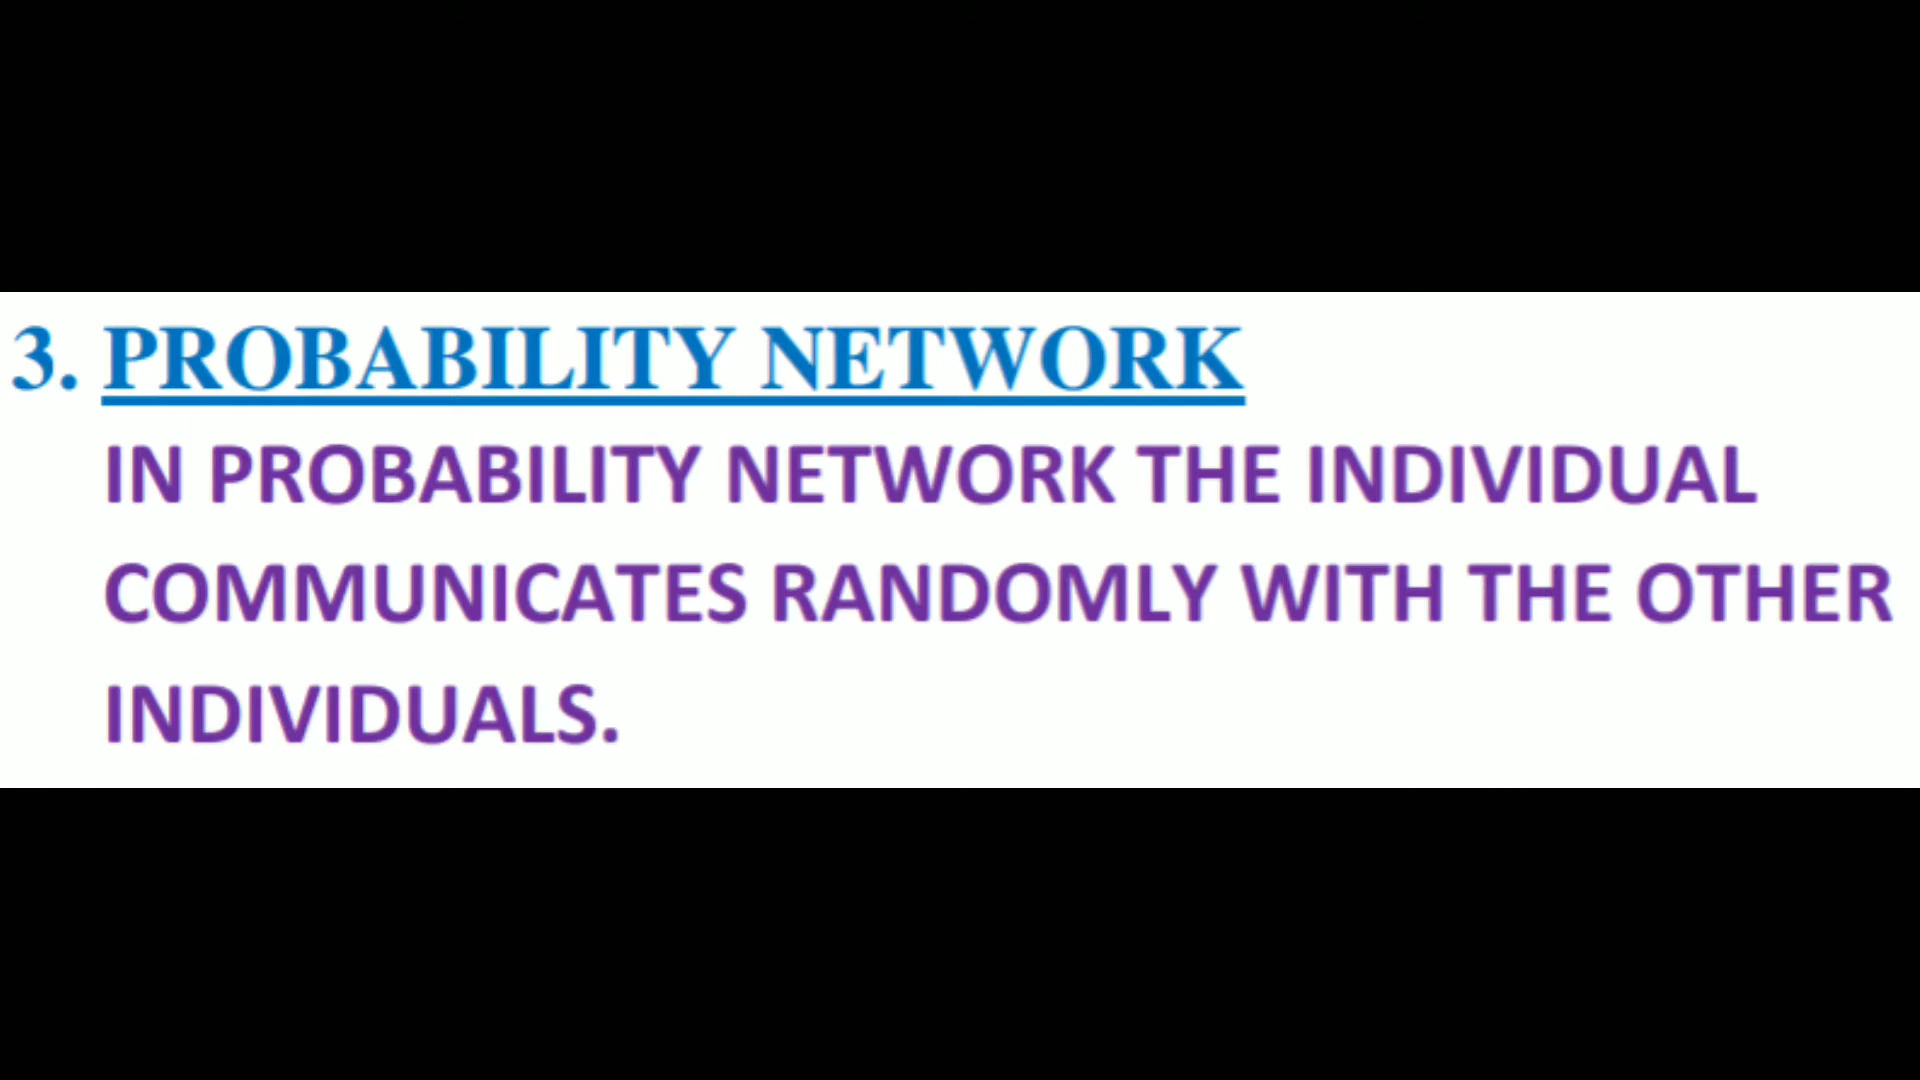 3. PROBABILITY NETWORK
IN PROBABILITY NETWORK THE INDIVIDUAL
COMMUNICATES RANDOMLY WITH THE OTHER
INDIVIDUALS.